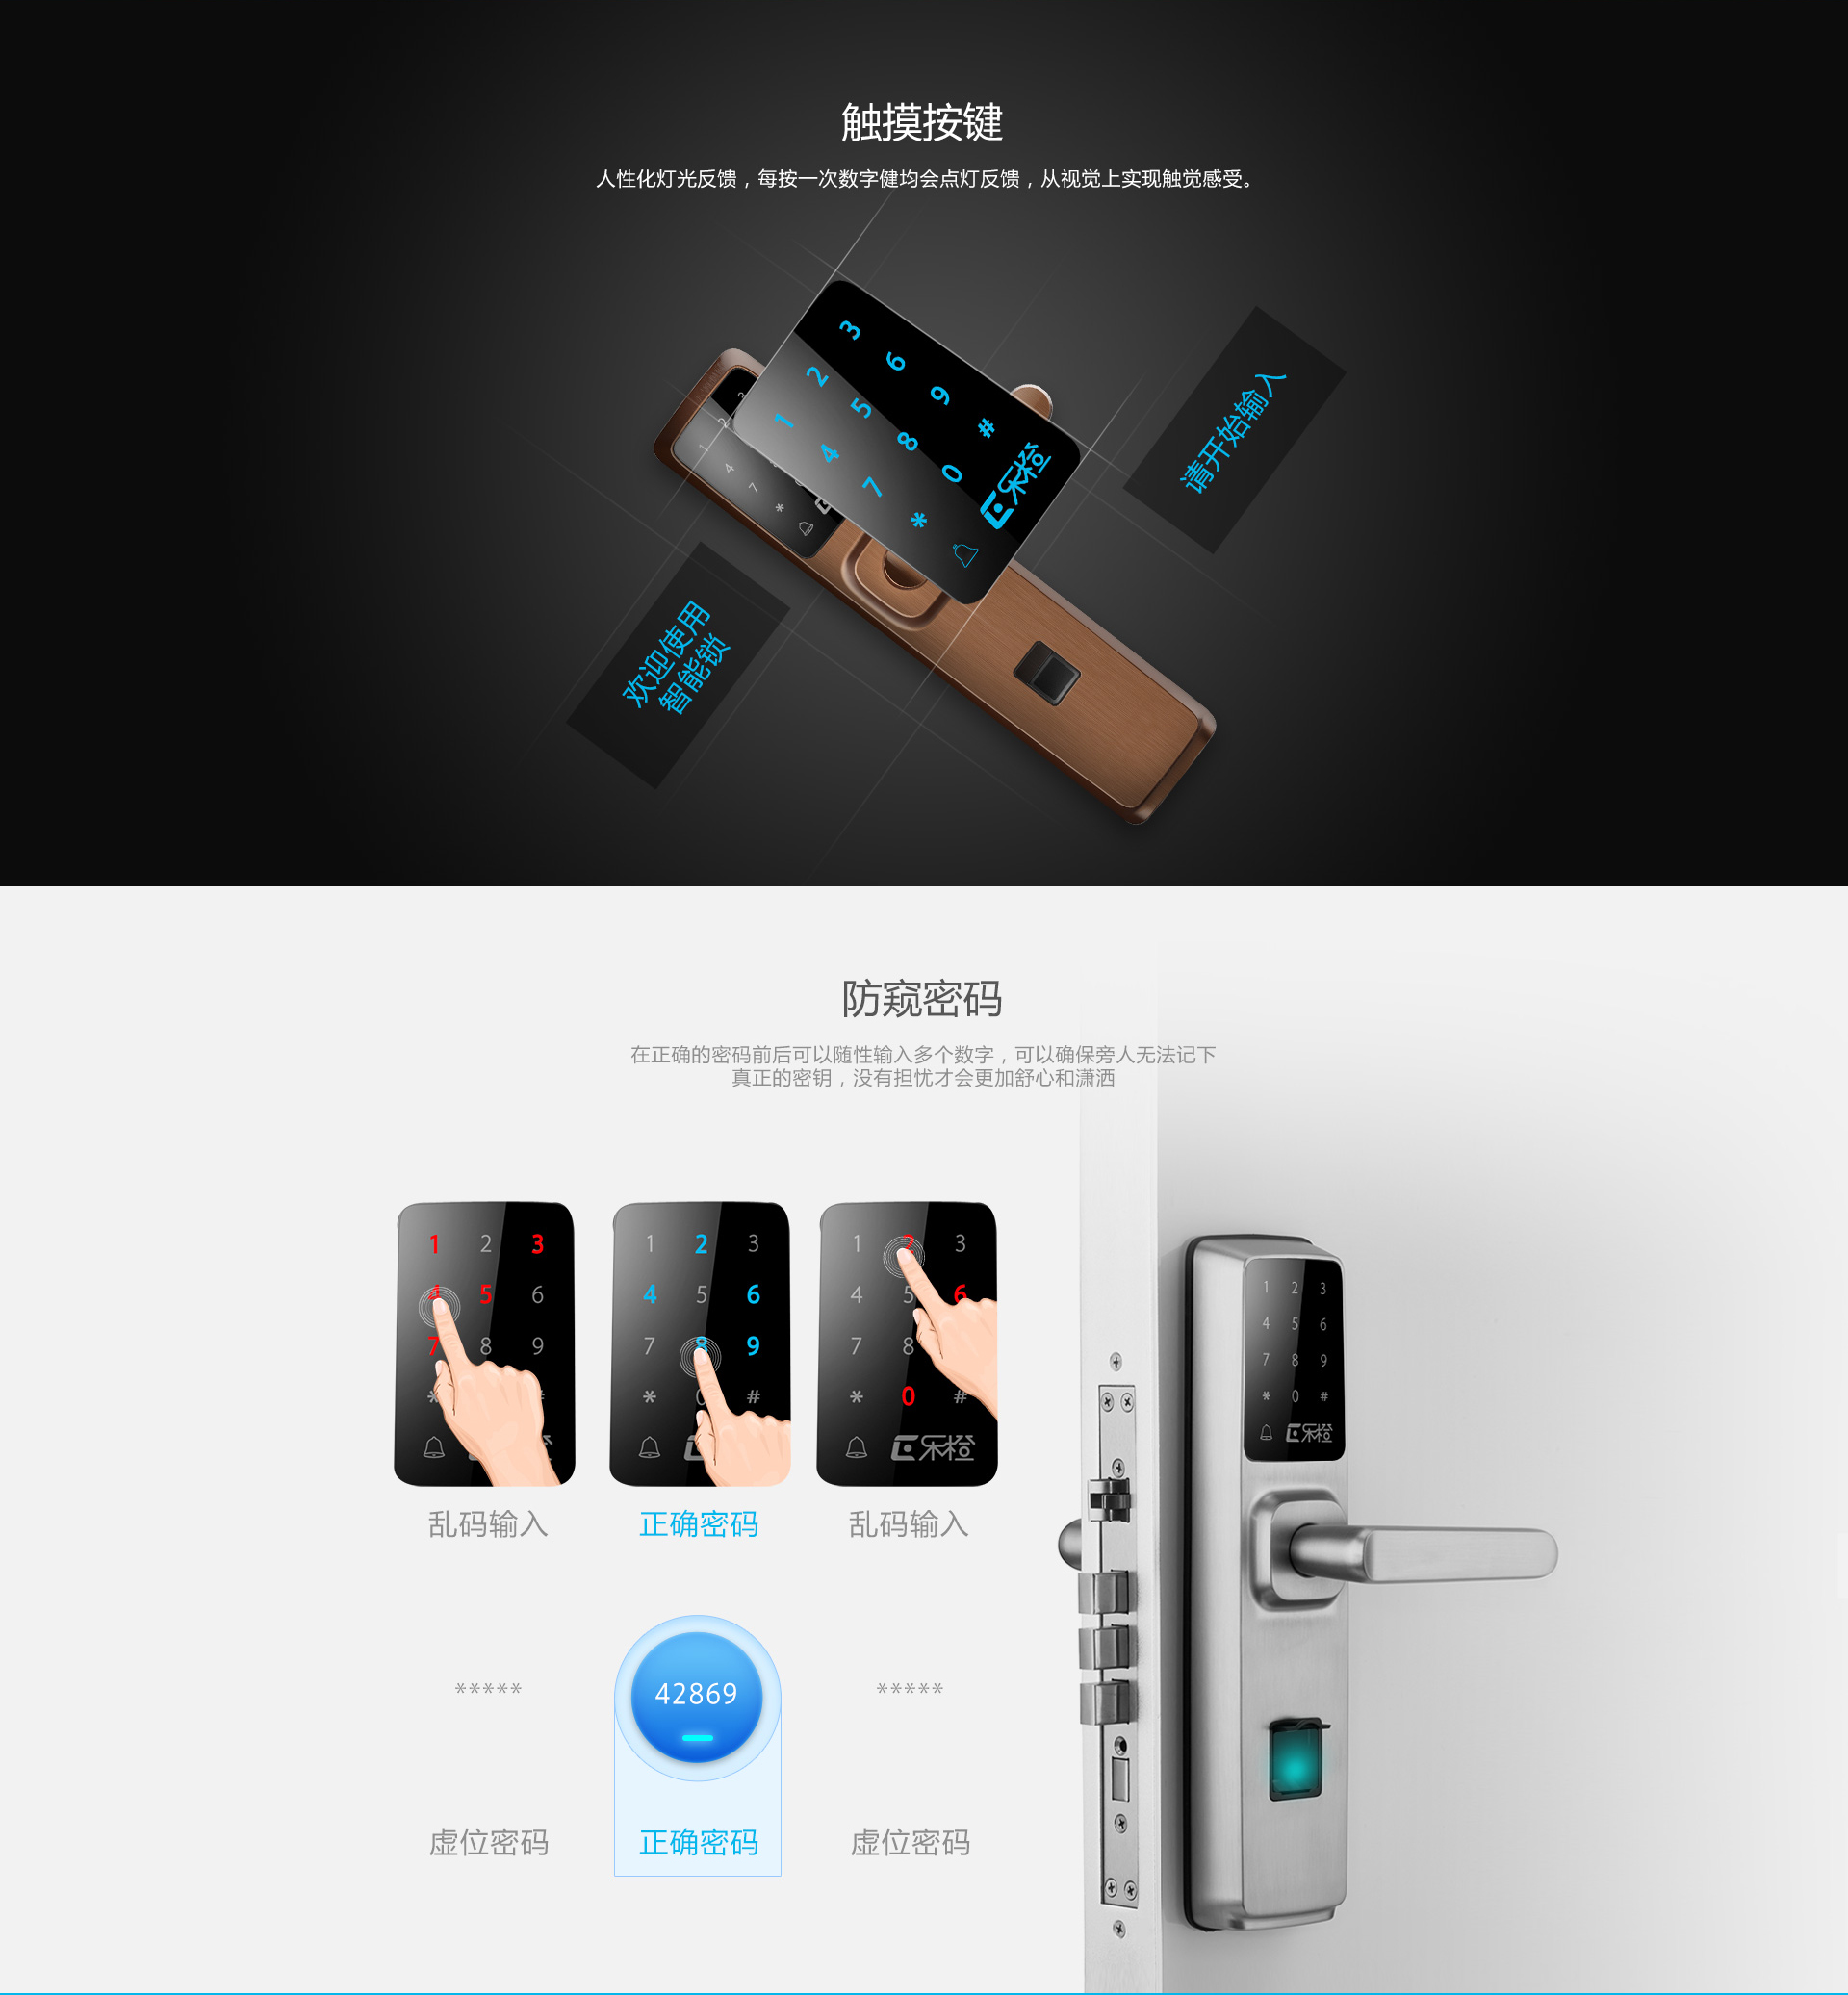 触摸按键
人性化灯光反馈，每按一次数字健均会点灯反馈，从视觉上实现触觉感受。
1 2 3
4 5 6
7 8 9
* 0 #
乐橙
1 2 3
4
7
*
请开始输入
欢迎使用
智能锁
防窥密码
在正确的密码前后可以随性输入多个数字，可以确保旁人无法记下
真正的密钥，没有担忧才会更加舒心和潇洒
1 2 3
4 5 6
7 8 9
* #
1 2 3
4 5 6
7 8 9
* 0 #
1 2 3
4 5 6
7 8
* 0 #
乐橙
乱码输入
正确密码
乱码输入
*****
42869
*****
虚位密码
正确密码
虚位密码
1 2 3
4 5 6
7 8 9
* 0 #
乐橙